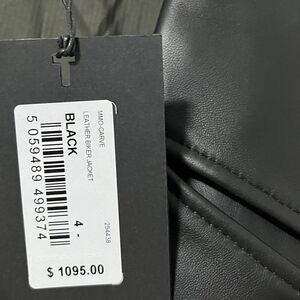 MMO-CARVE
LEATHER BIKER JACKET
BLACK
4 -
254438
5 059489 499374
$ 1095.00